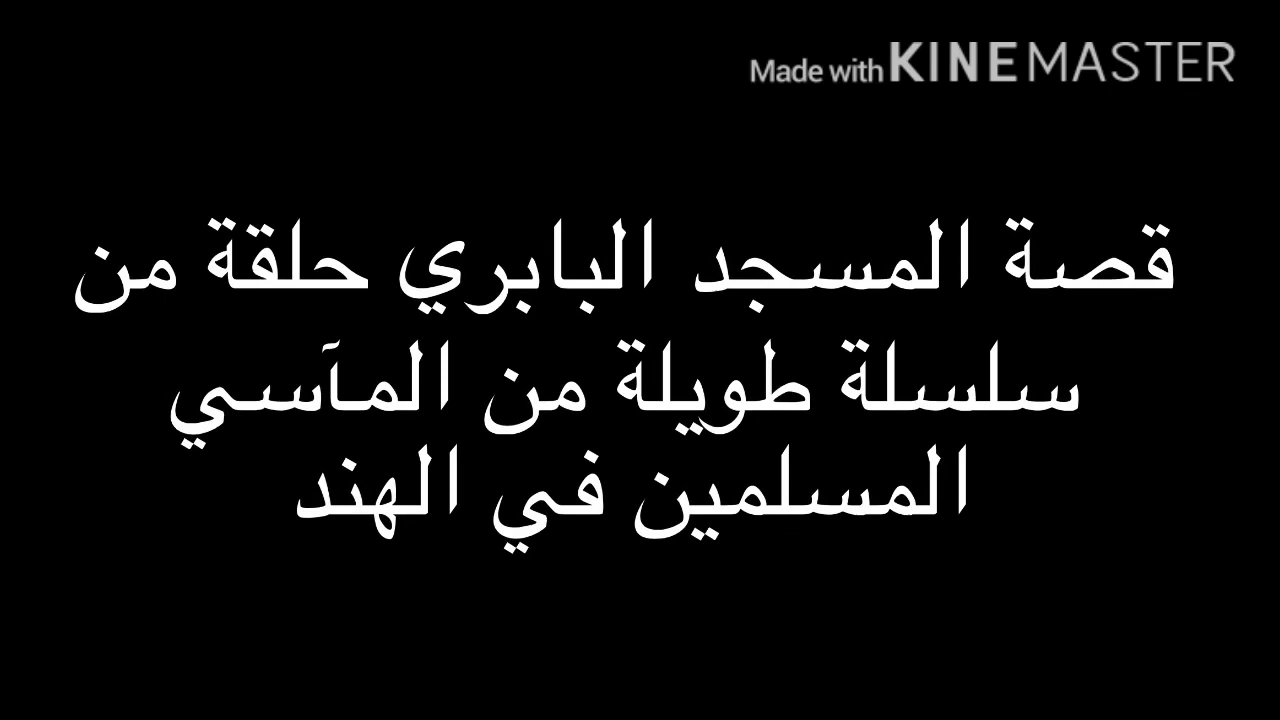 Made with KINEMASTER
قصة المسجد البابري حلقة من
سلسلة طويلة من المآسي
المسلمين في الهند